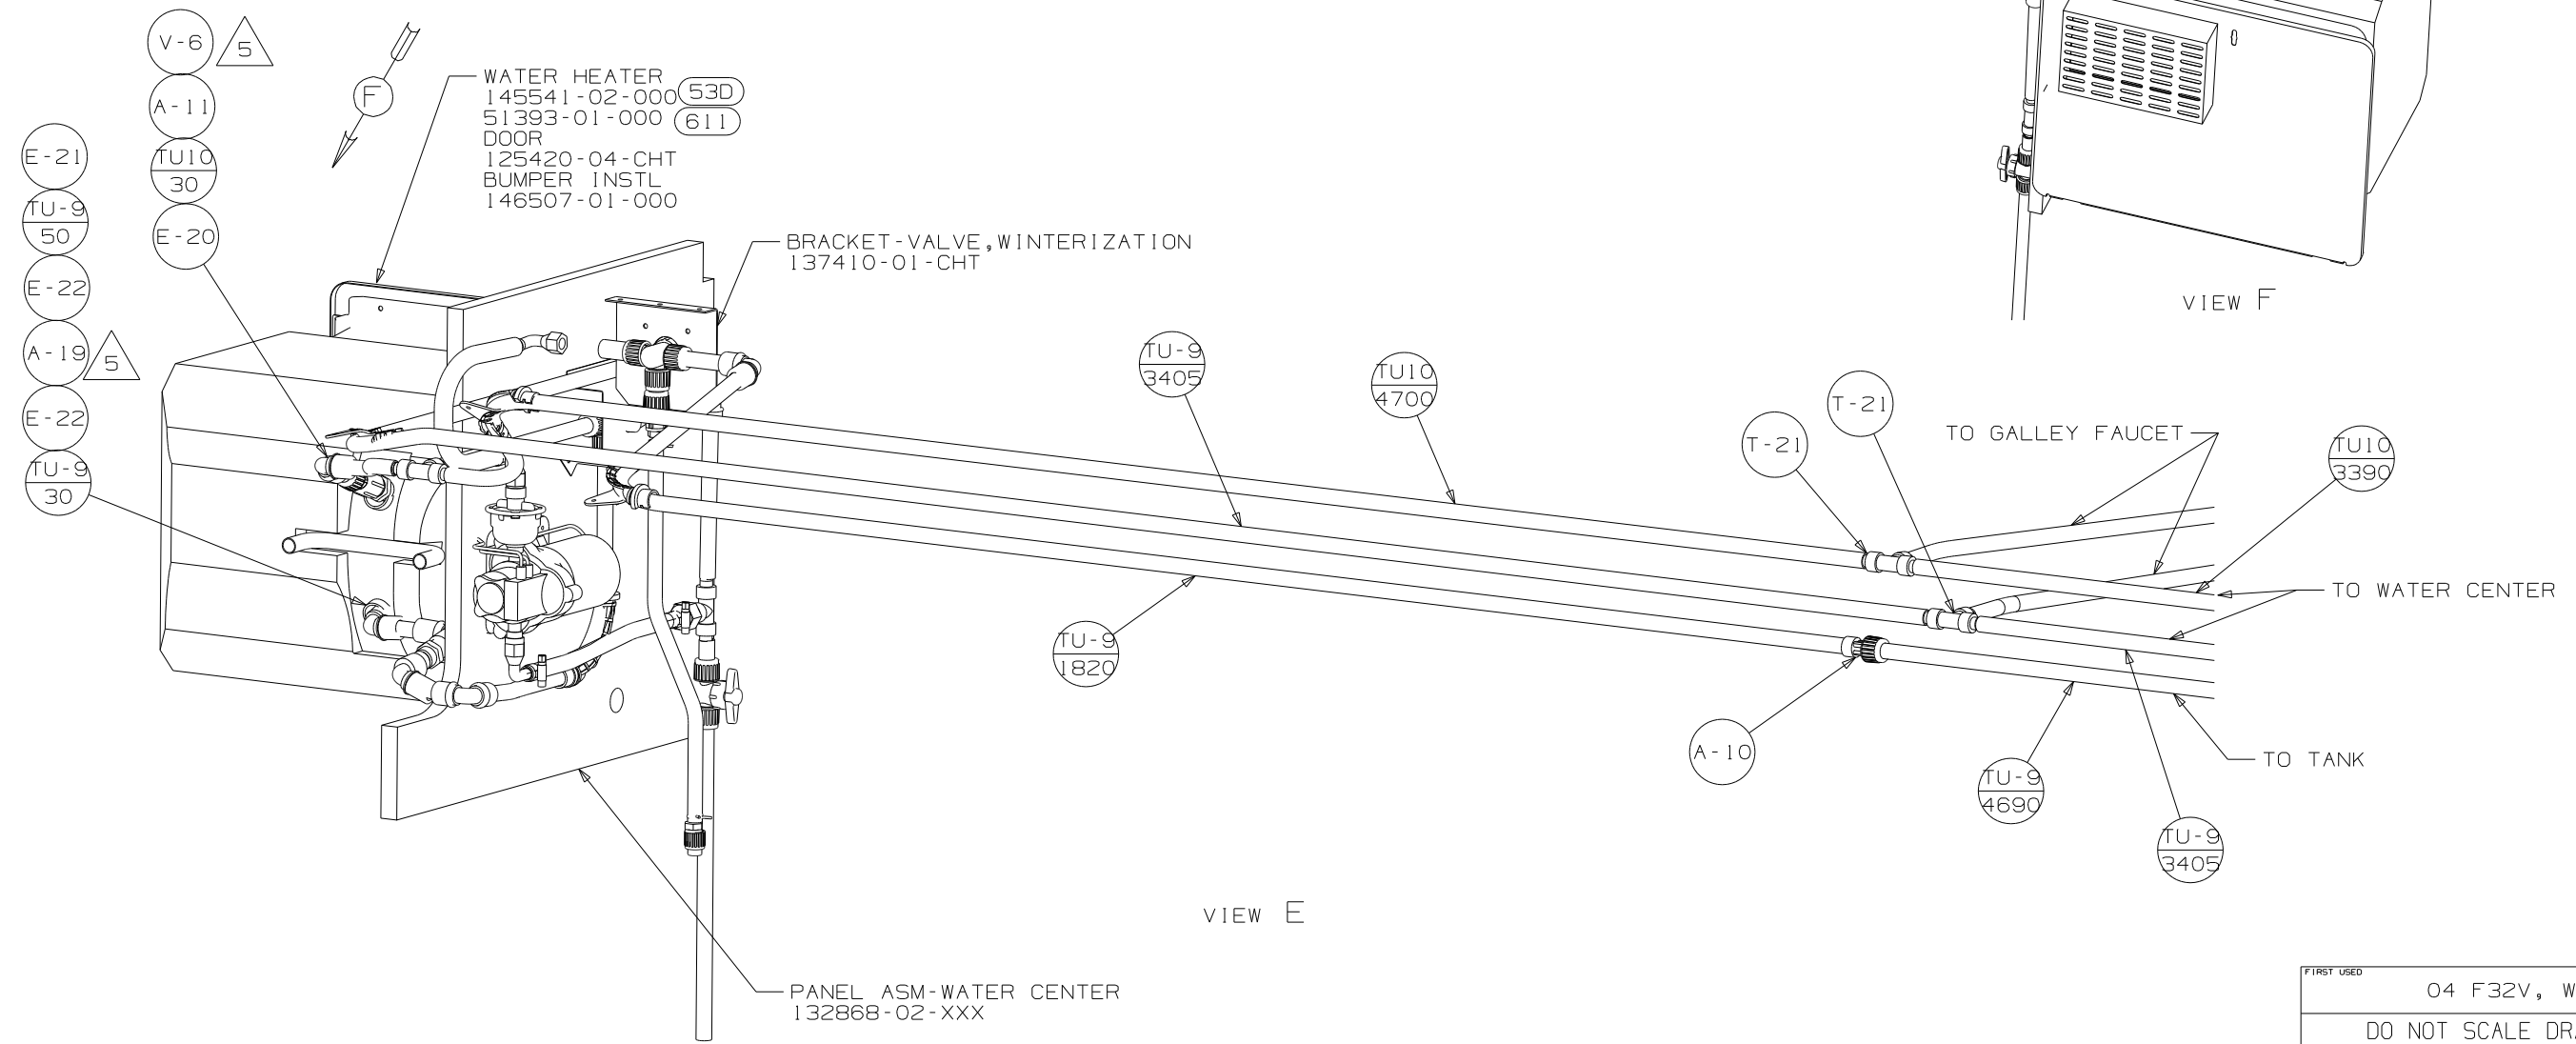 V-6
5
A-11
TU10
30
E-20
E-21
TU-9
50
E-22
A-19
5
E-22
TU-9
30
F
WATER HEATER
145541-02-000 53D
51393-01-000 611
DOOR
125420-04-CHT
BUMPER INSTL
146507-01-000
BRACKET-VALVE,WINTERIZATION
137410-01-CHT
VIEW F
TU-9
3405
TU10
4700
T-21
T-21
TO GALLEY FAUCET
TU10
3390
TO WATER CENTER
TU-9
1820
A-10
TU-9
4690
TO TANK
TU-9
3405
VIEW E
PANEL ASM-WATER CENTER
132868-02-XXX
FIRST USED
04 F32V, W
DO NOT SCALE DRA